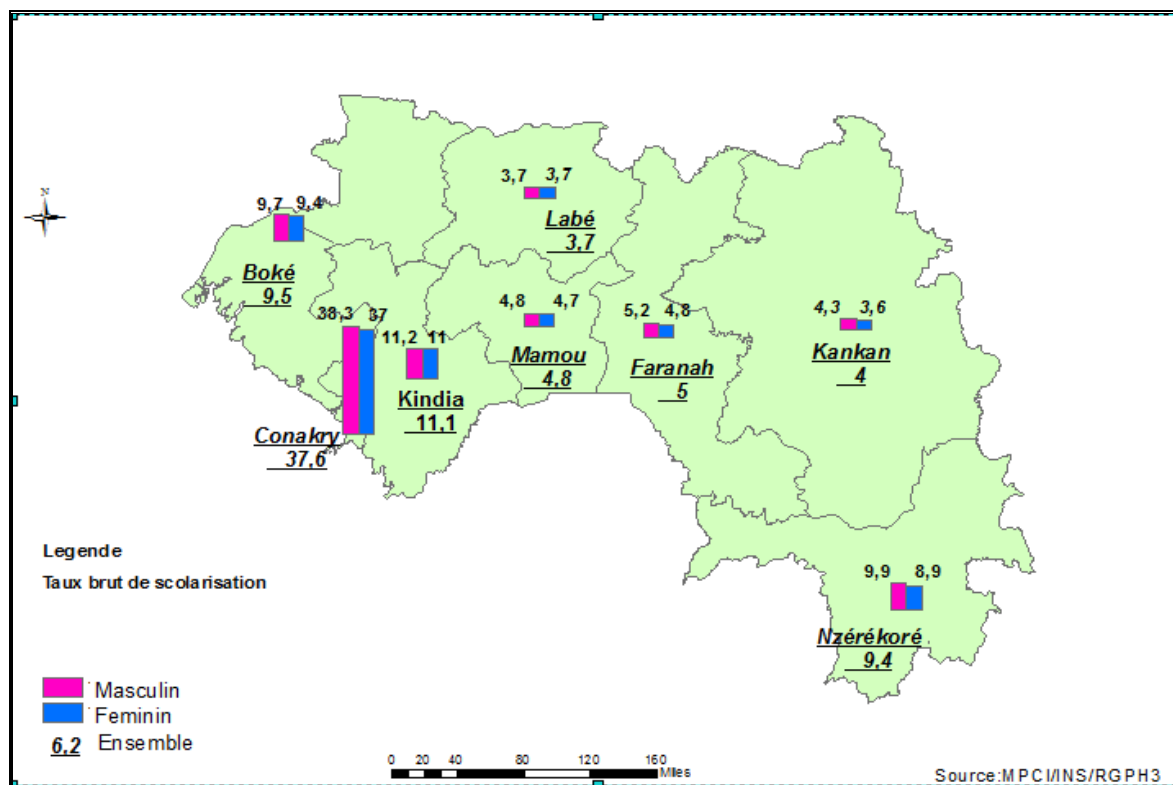 N
3,7 3,7
Labé
3,7
9,7 9,4
Boké
9,5
38,3 37
Conakry
37,6
11,2 11
Kindia
11,1
4,8 4,7
Mamou
4,8
5,2 4,8
Faranah
5
4,3 3,6
Kankan
4
9,9 8,9
Nzérékoré
9,4
Legende
Taux brut de scolarisation
Masculin
Feminin
6,2 Ensemble
0 20 40 80 120 160
Miles
Source:MPCI/INS/RGPH3